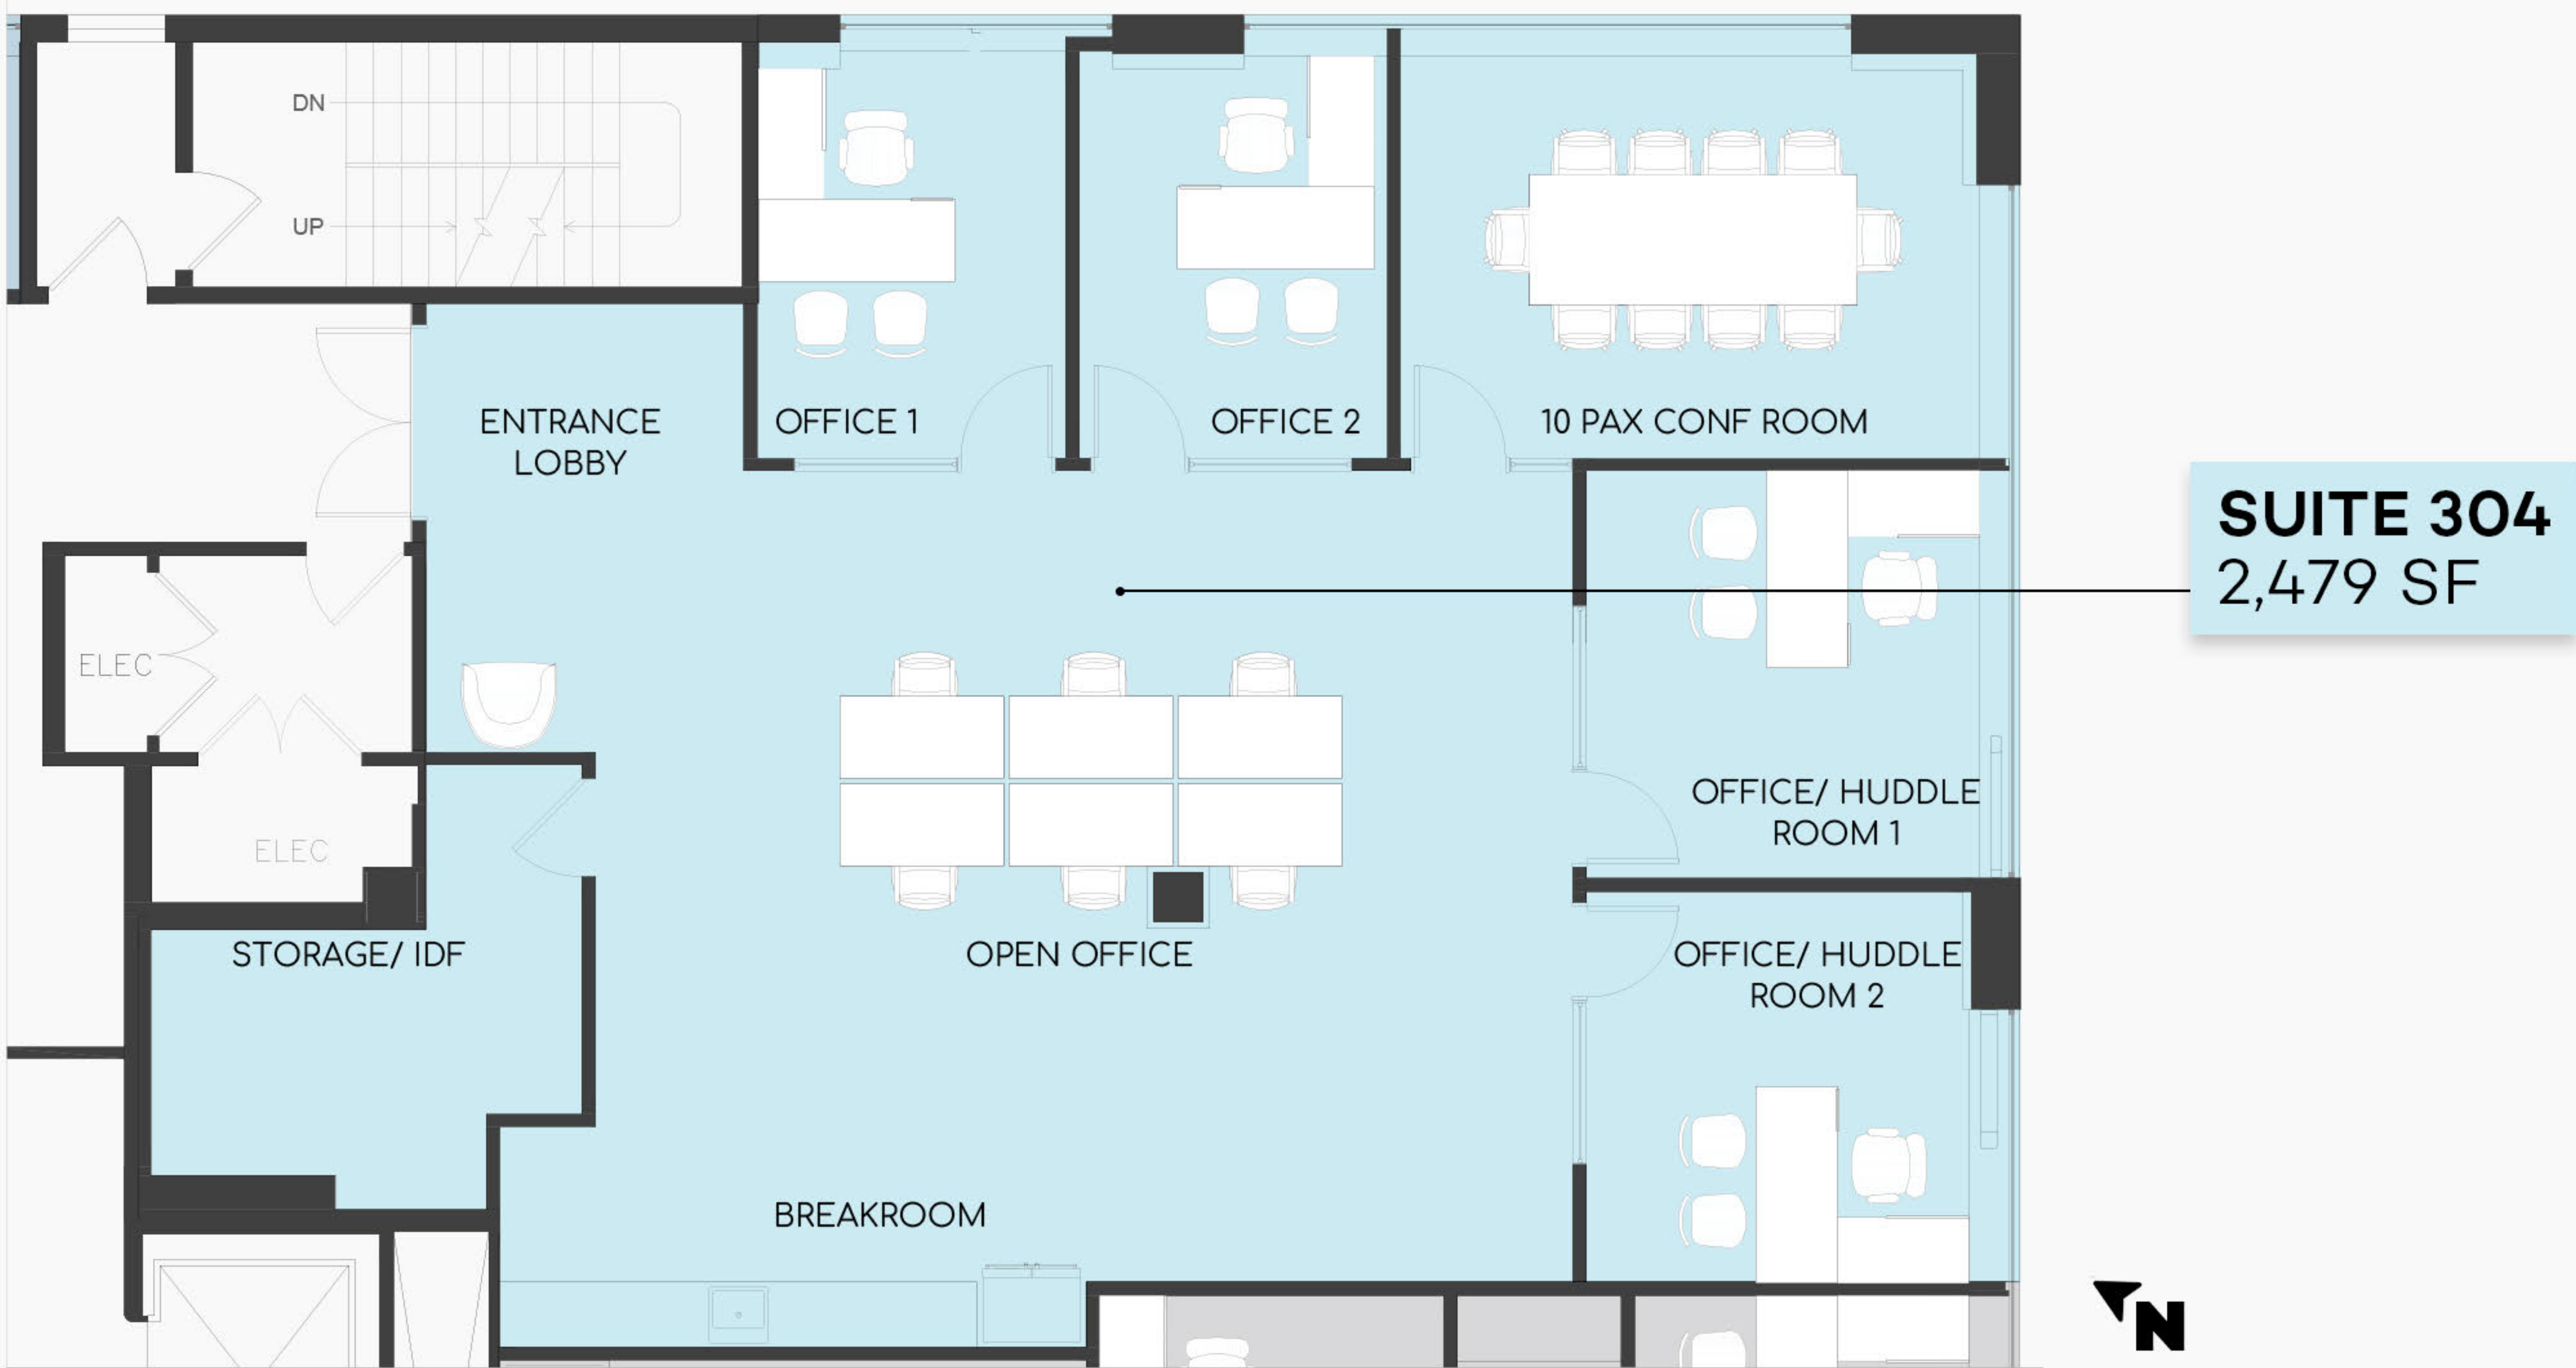 DN
UP
ENTRANCE
LOBBY
OFFICE 1
OFFICE 2
10 PAX CONF ROOM
SUITE 304
2,479 SF
ELEC
OFFICE/ HUDDLE
ROOM 1
ELEC
STORAGE/ IDF
OPEN OFFICE
OFFICE/ HUDDLE
ROOM 2
BREAKROOM
N